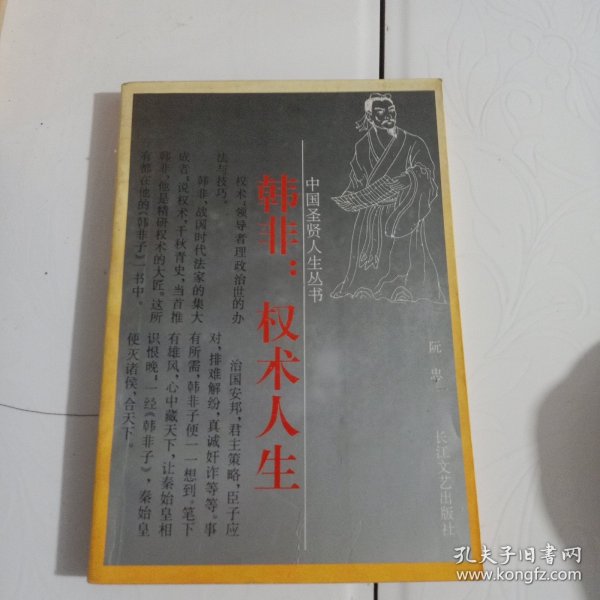 中国圣贤人生丛书
韩非：权术人生
权术，领导者理政治世的办
法与技巧。
韩非，战国时代法家的集大
成者，说权术，千秋青史，当首推
韩非，他是精研权术的大匠。这所
有都在他的《韩非子》一书中。
治国安邦，君主策略，臣子应
对，排难解纷，真诚奸诈等等。事
有所需，韩非子便一一想到。笔下
有雄风，心中藏天下，让秦始皇相
识恨晚；一经《韩非子》，秦始皇
便灭诸侯，合天下。
阮 忠
长江文艺出版社
孔夫子旧书网
www.kongfz.com